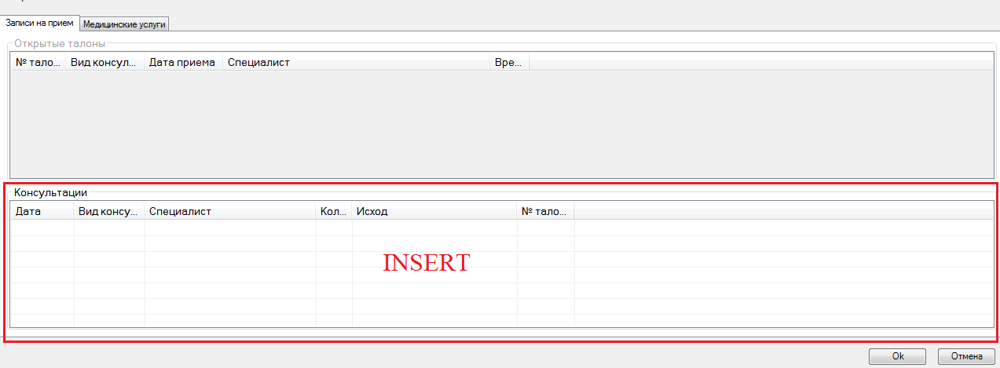 Записи на прием Медицинские услуги
Открытые талоны
№ тало... Вид консул... Дата приема Специалист Вре...
Консультации
Дата Вид консу... Специалист Кол... Исход № тало...
INSERT
Ok Отмена